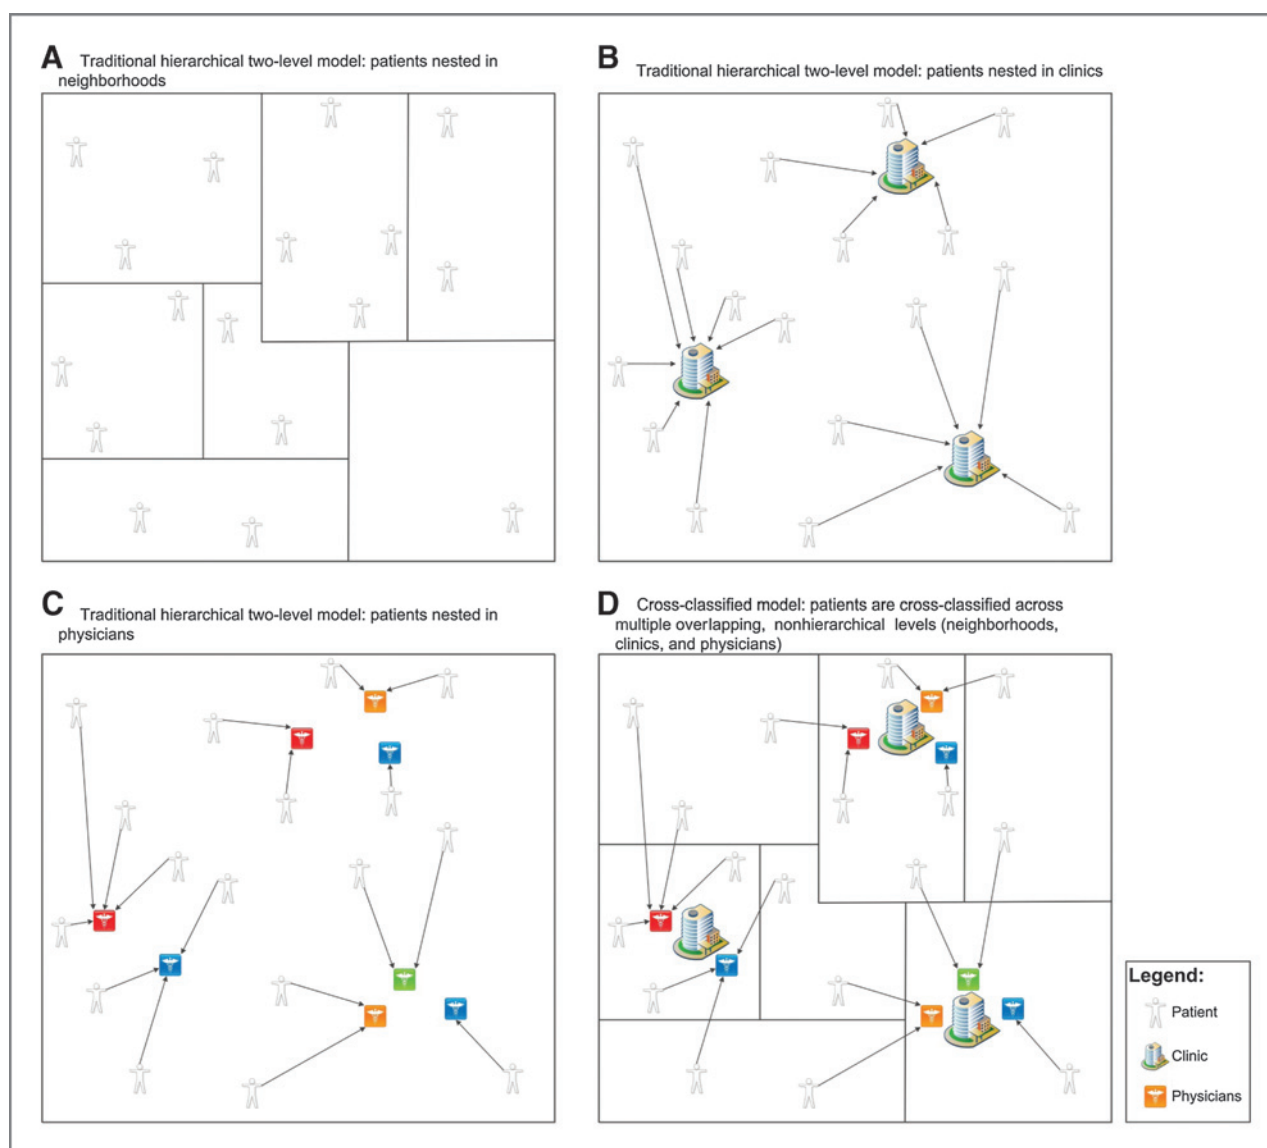 A Traditional hierarchical two-level model: patients nested in
neighborhoods
B Traditional hierarchical two-level model: patients nested in clinics
C Traditional hierarchical two-level model: patients nested in
physicians
D Cross-classified model: patients are cross-classified across
multiple overlapping, nonhierarchical levels (neighborhoods,
clinics, and physicians)
Legend:
Patient
Clinic
Physicians